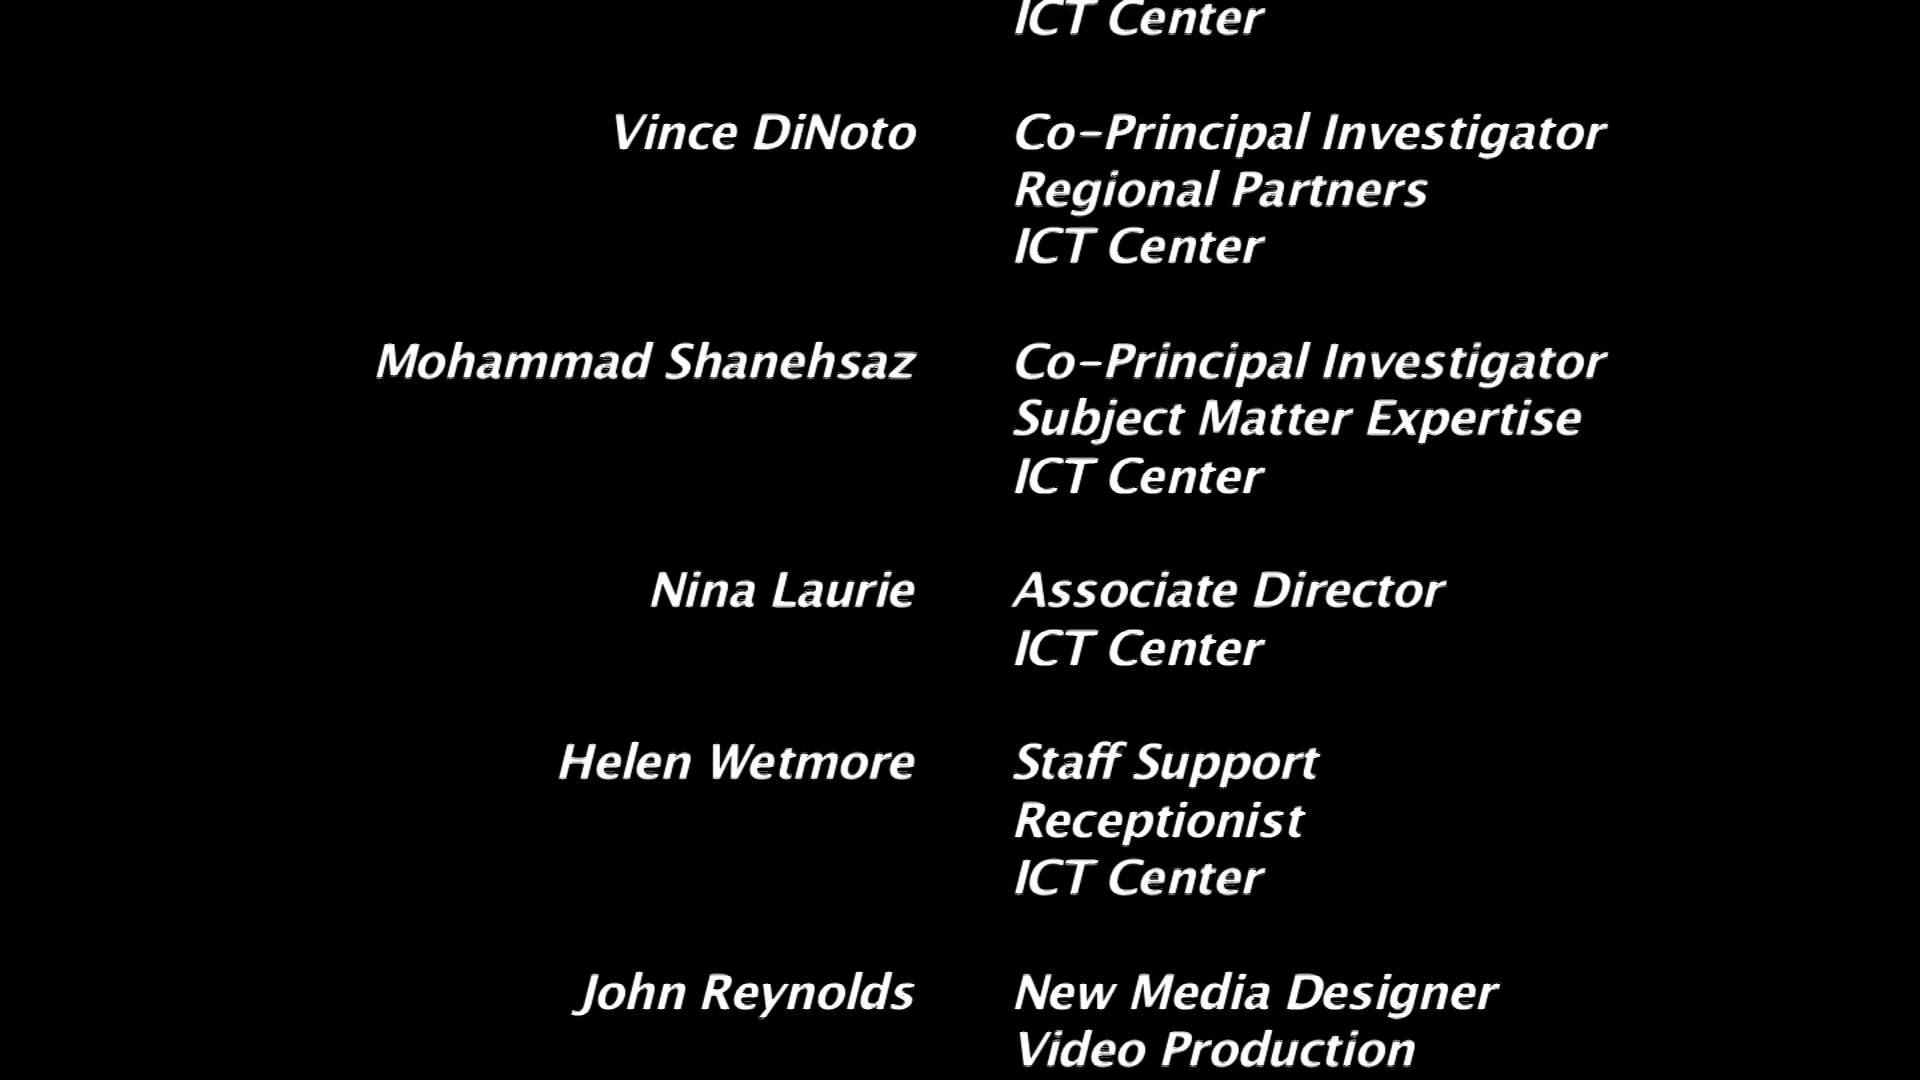 ICT Center
Vince DiNoto Co-Principal Investigator
Regional Partners
ICT Center
Mohammad Shanehsaz Co-Principal Investigator
Subject Matter Expertise
ICT Center
Nina Laurie Associate Director
ICT Center
Helen Wetmore Staff Support
Receptionist
ICT Center
John Reynolds New Media Designer
Video Production